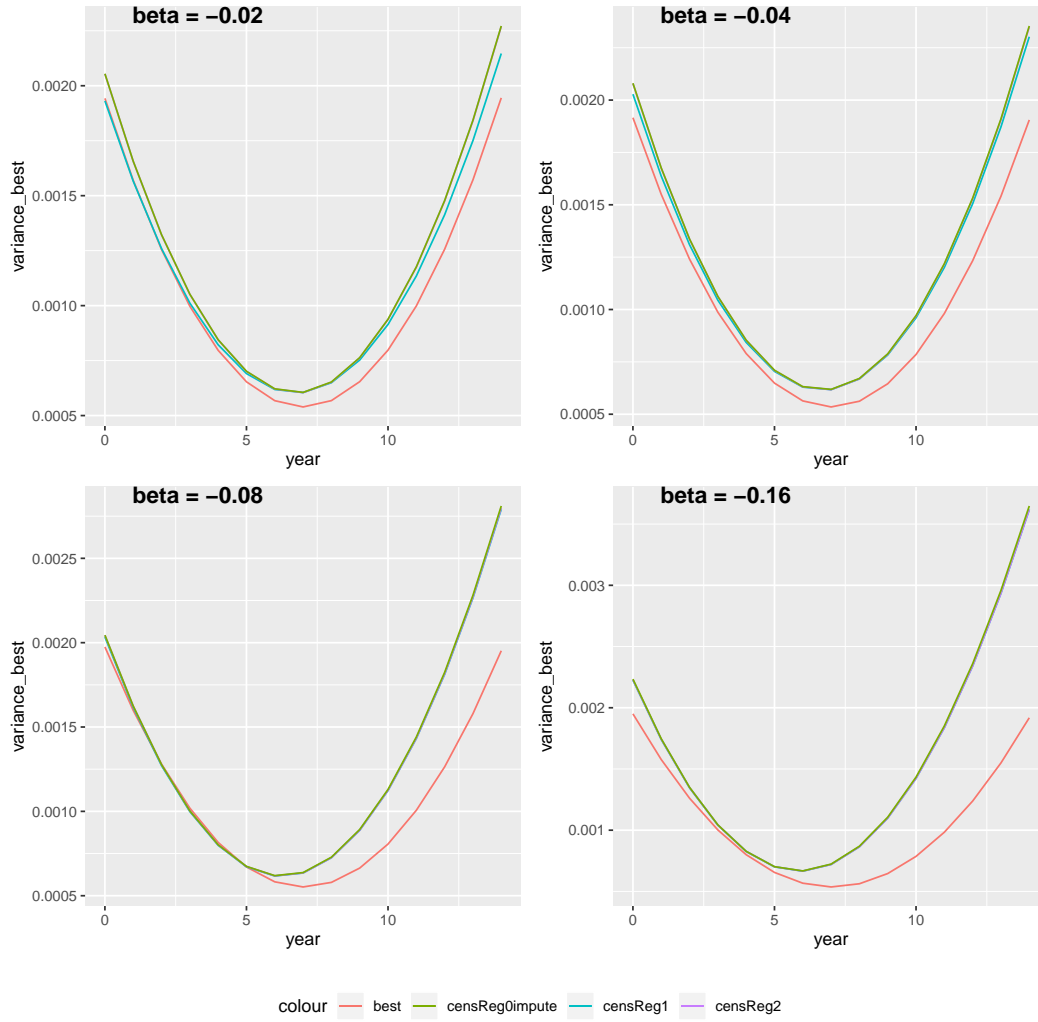 beta = −0.02
variance_best
0.0020
0.0015
0.0010
0.0005
0 5 10
year
beta = −0.04
variance_best
0.0020
0.0015
0.0010
0.0005
0 5 10
year
beta = −0.08
variance_best
0.0025
0.0020
0.0015
0.0010
0.0005
0 5 10
year
beta = −0.16
variance_best
0.003
0.002
0.001
0 5 10
year
colour best censReg0impute censReg1 censReg2